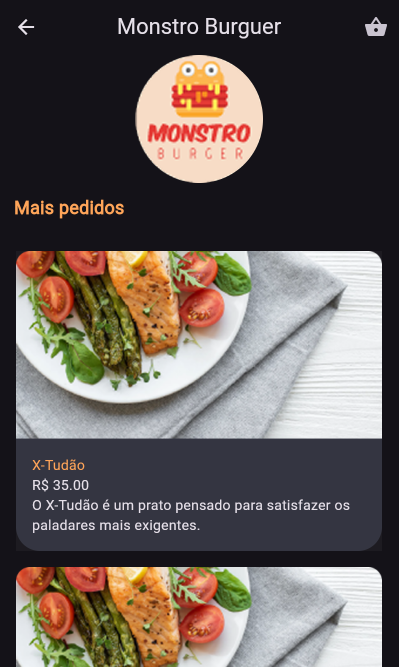 Monstro Burguer
MONSTRO
BURGER
Mais pedidos
X-Tudão
R$ 35.00
O X-Tudão é um prato pensado para satisfazer os
paladares mais exigentes.